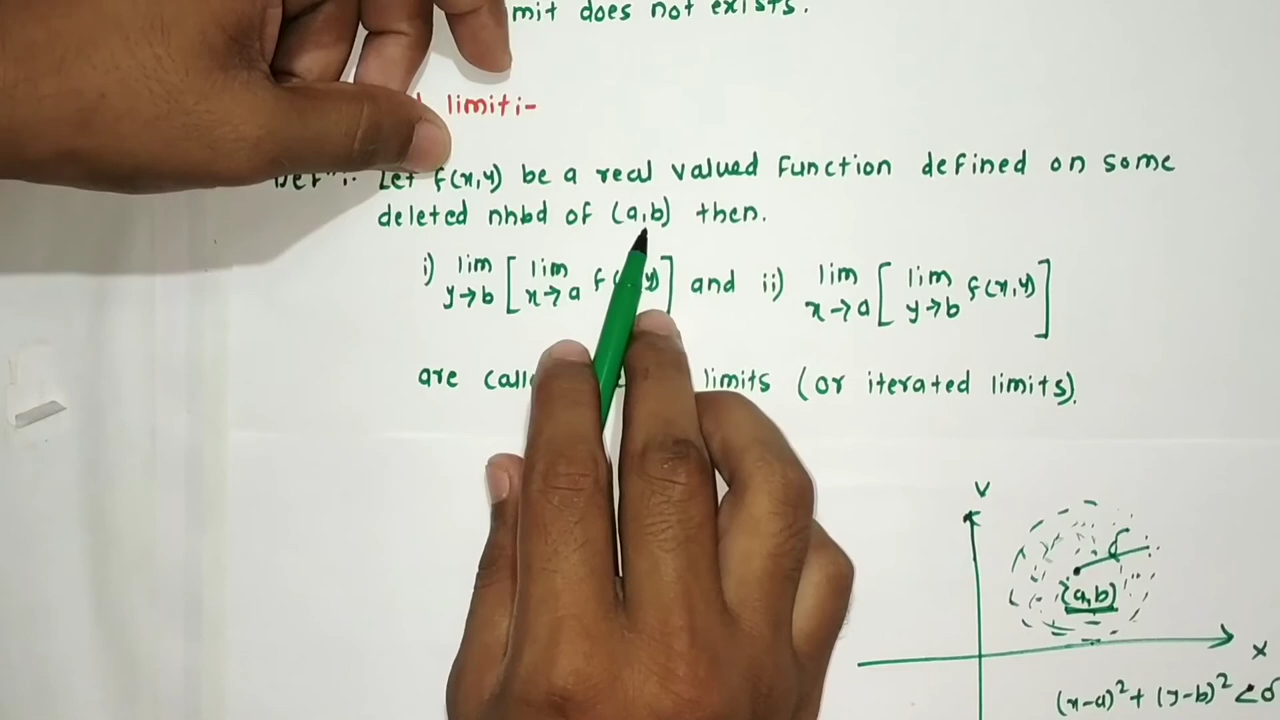 mit does not exists.
limit:-
Let f(x,y) be a real valued function defined on some
deleted nhbd of (a,b) then.
i) lim y→b [ lim x→a f( y) ] and ii) lim x→a [ lim y→b f(x,y) ]
are limits (or iterated limits).
y
δ
(a,b)
x
(x-a)² + (y-b)² < δ